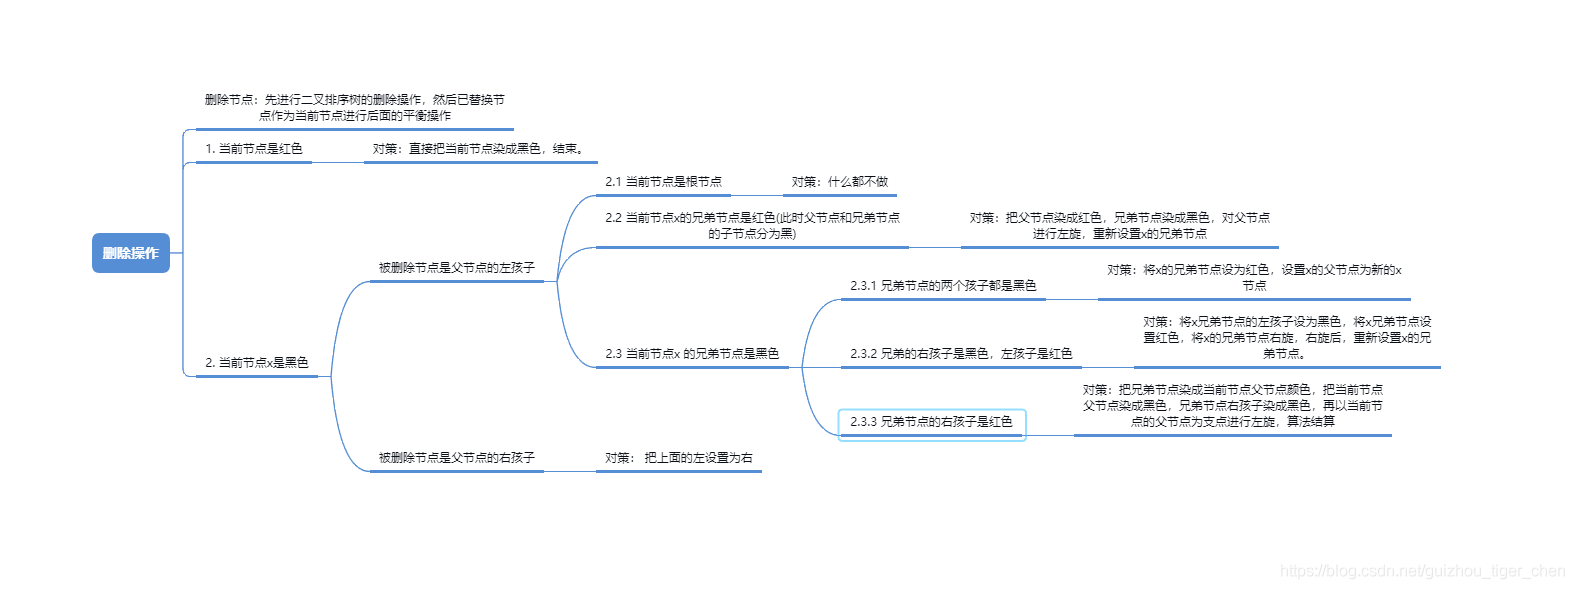 删除操作
删除节点：先进行二叉排序树的删除操作，然后已替换节
点作为当前节点进行后面的平衡操作
1. 当前节点是红色
对策：直接把当前节点染成黑色，结束。
2. 当前节点x是黑色
被删除节点是父节点的左孩子
2.1 当前节点是根节点
对策：什么都不做
2.2 当前节点x的兄弟节点是红色(此时父节点和兄弟节点
的子节点分为黑)
对策：把父节点染成红色，兄弟节点染成黑色，对父节点
进行左旋，重新设置x的兄弟节点
2.3 当前节点x 的兄弟节点是黑色
2.3.1 兄弟节点的两个孩子都是黑色
对策：将x的兄弟节点设为红色，设置x的父节点为新的x
节点
2.3.2 兄弟的右孩子是黑色，左孩子是红色
对策：将x兄弟节点的左孩子设为黑色，将x兄弟节点设
置红色，将x的兄弟节点右旋，右旋后，重新设置x的兄
弟节点。
2.3.3 兄弟节点的右孩子是红色
对策：把兄弟节点染成当前节点父节点颜色，把当前节点
父节点染成黑色，兄弟节点右孩子染成黑色，再以当前节
点的父节点为支点进行左旋，算法结算
被删除节点是父节点的右孩子
对策： 把上面的左设置为右
https://blog.csdn.net/guizhou_tiger_chen